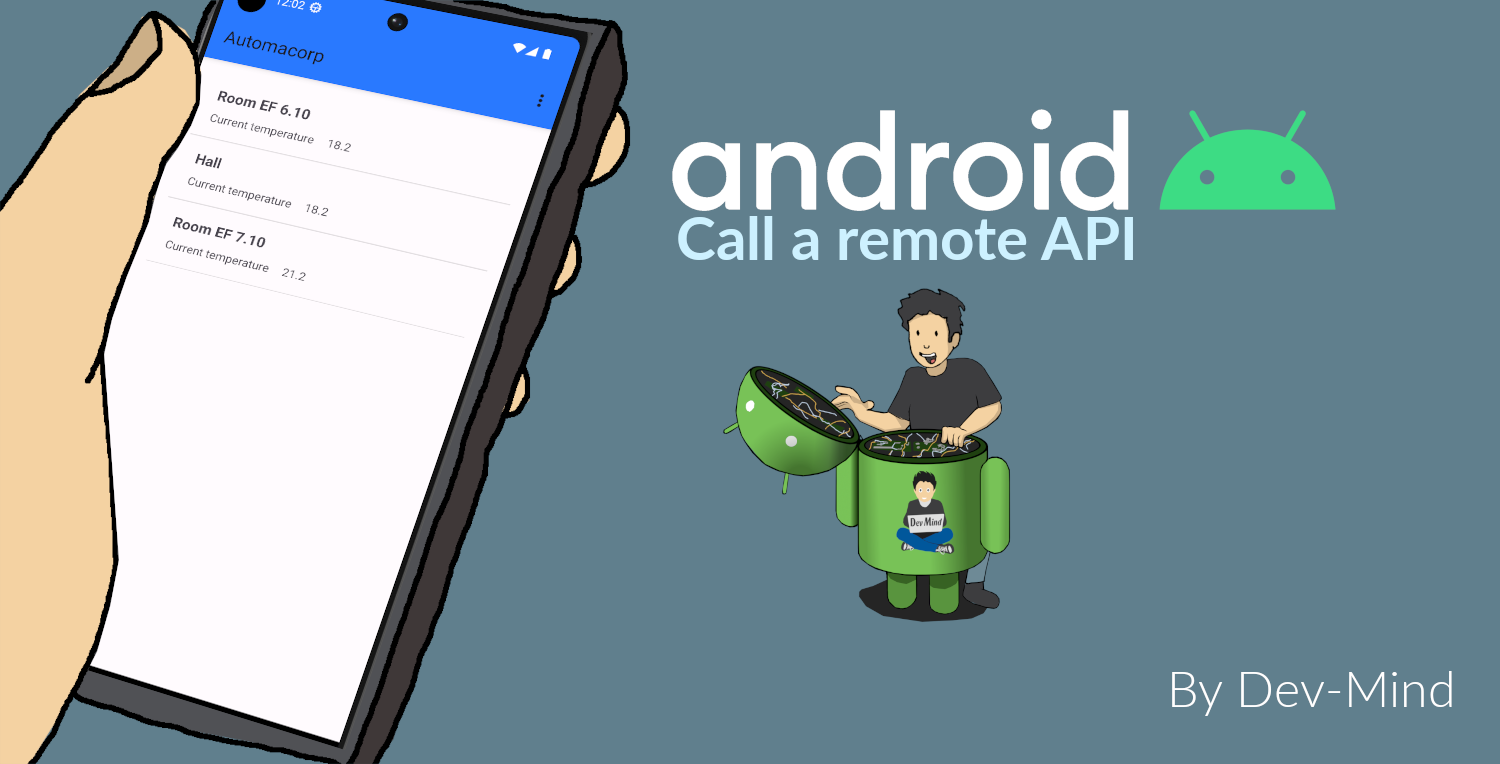 12:02
Automacorp
Room EF 6.10
Current temperature 18.2
Hall
Current temperature 18.2
Room EF 7.10
Current temperature 21.2
android
Call a remote API
Dev Mind
By Dev-Mind